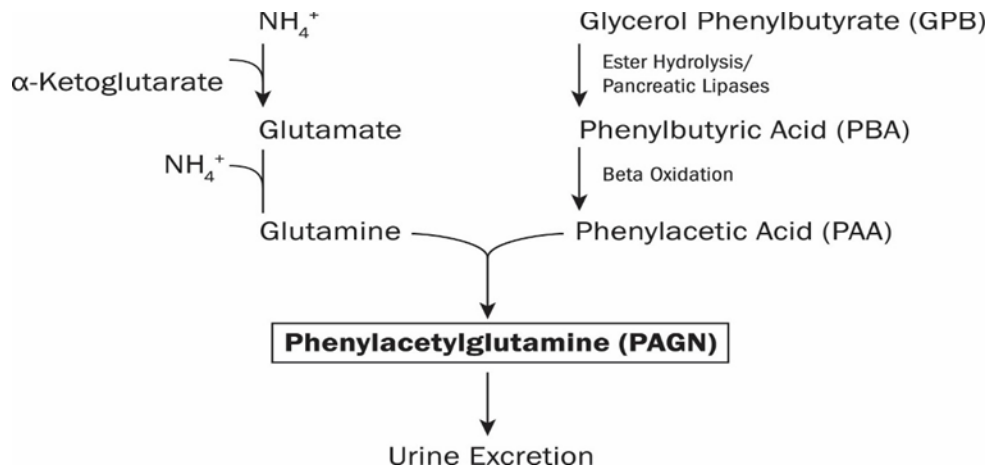 NH₄⁺
Glycerol Phenylbutyrate (GPB)
α-Ketoglutarate
Ester Hydrolysis/
Pancreatic Lipases
Glutamate
Phenylbutyric Acid (PBA)
NH₄⁺
Beta Oxidation
Glutamine
Phenylacetic Acid (PAA)
Phenylacetylglutamine (PAGN)
Urine Excretion